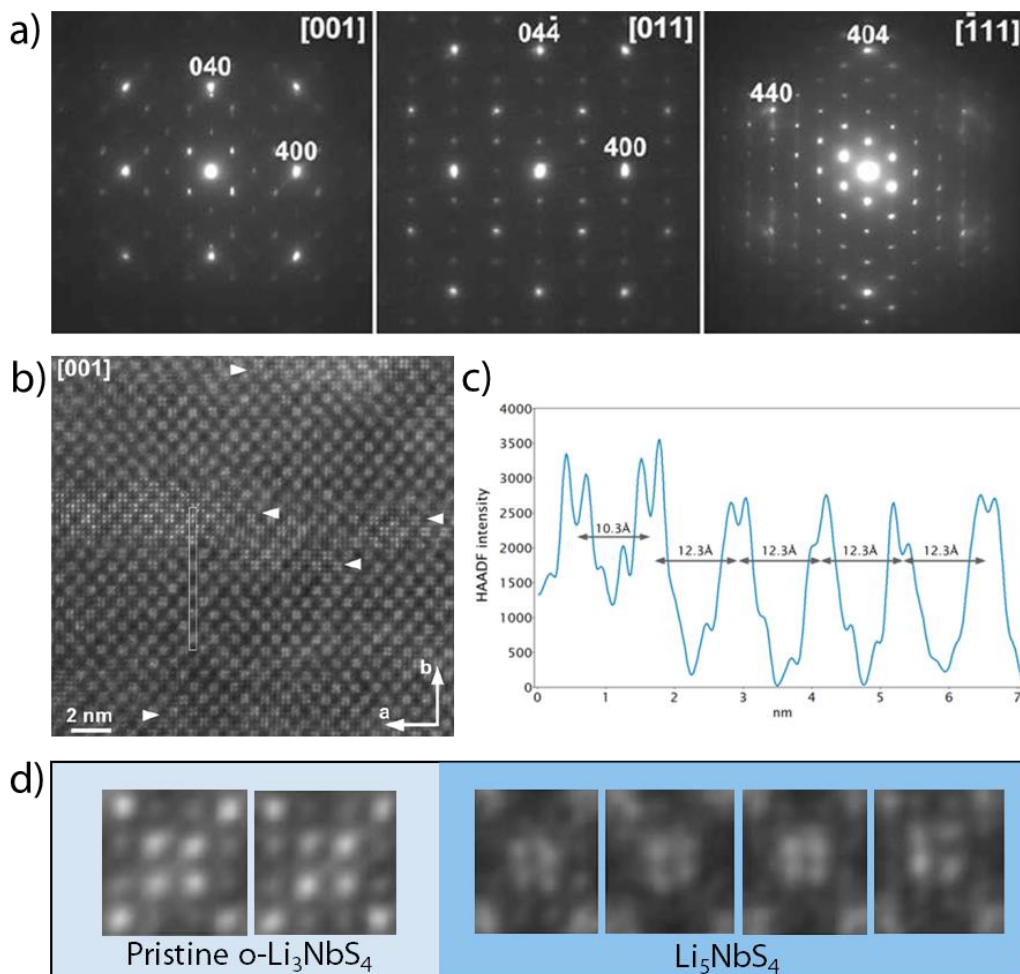 a)
[001]
040
400
[011]
044̄
400
[1̄11]
404
440
b)
[001]
b
a
2 nm
c)
HAADF intensity
4000
3500
3000
2500
2000
1500
1000
500
0
10.3Å
12.3Å
12.3Å
12.3Å
12.3Å
0
1
2
3
4
5
6
7
nm
d)
Pristine o-Li₃NbS₄
Li₅NbS₄